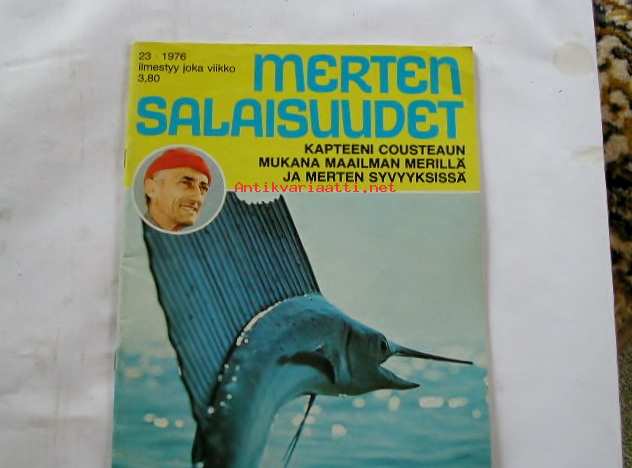 23 · 1976
ilmestyy joka viikko
3,80
MERTEN
SALAISUUDET
KAPTEENI COUSTEAUN
MUKANA MAAILMAN MERILLÄ
JA MERTEN SYVYYKSISSÄ
Antikvariaatti.net